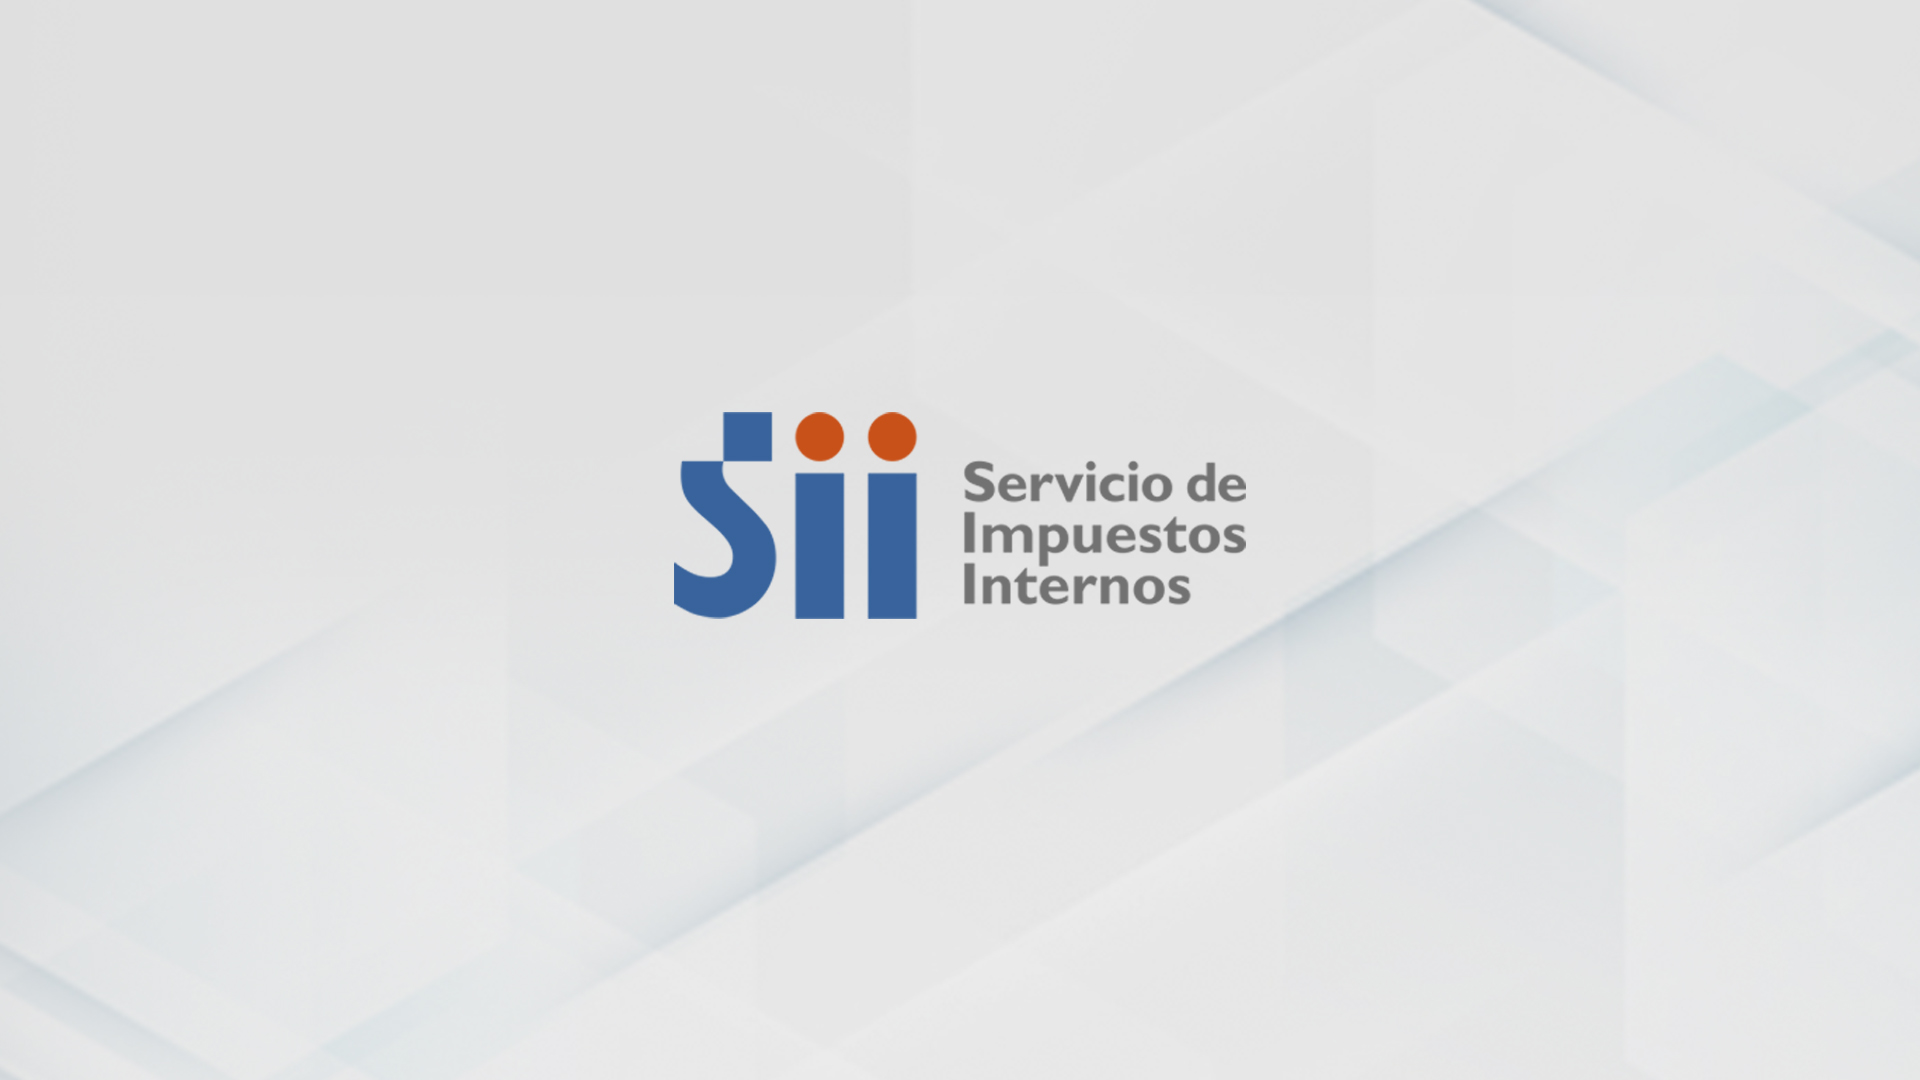 Sii
Servicio de
Impuestos
Internos